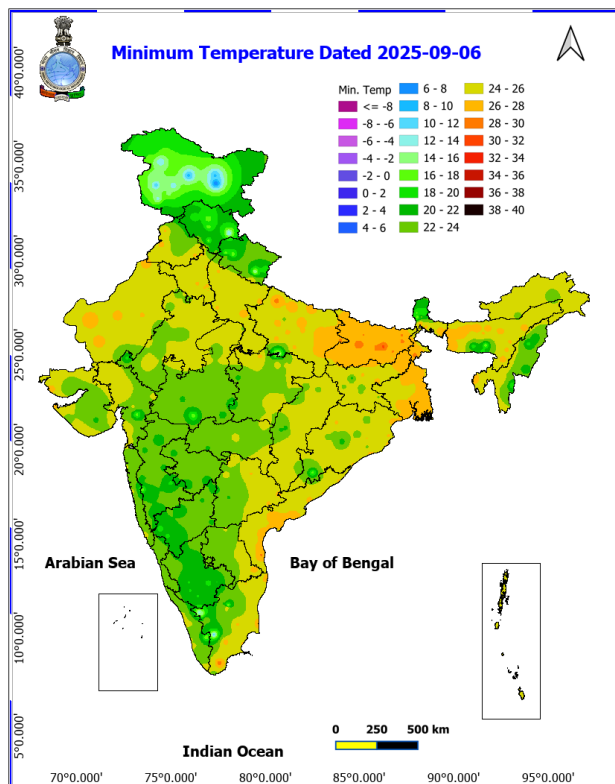 Minimum Temperature Dated 2025-09-06
Min. Temp
<= -8
-8 - -6
-6 - -4
-4 - -2
-2 - 0
0 - 2
2 - 4
4 - 6
6 - 8
8 - 10
10 - 12
12 - 14
14 - 16
16 - 18
18 - 20
20 - 22
22 - 24
24 - 26
26 - 28
28 - 30
30 - 32
32 - 34
34 - 36
36 - 38
38 - 40
40°0.000'
35°0.000'
30°0.000'
25°0.000'
20°0.000'
15°0.000'
10°0.000'
5°0.000'
Arabian Sea
Bay of Bengal
Indian Ocean
0 250 500 km
70°0.000' 75°0.000' 80°0.000' 85°0.000' 90°0.000' 95°0.000'